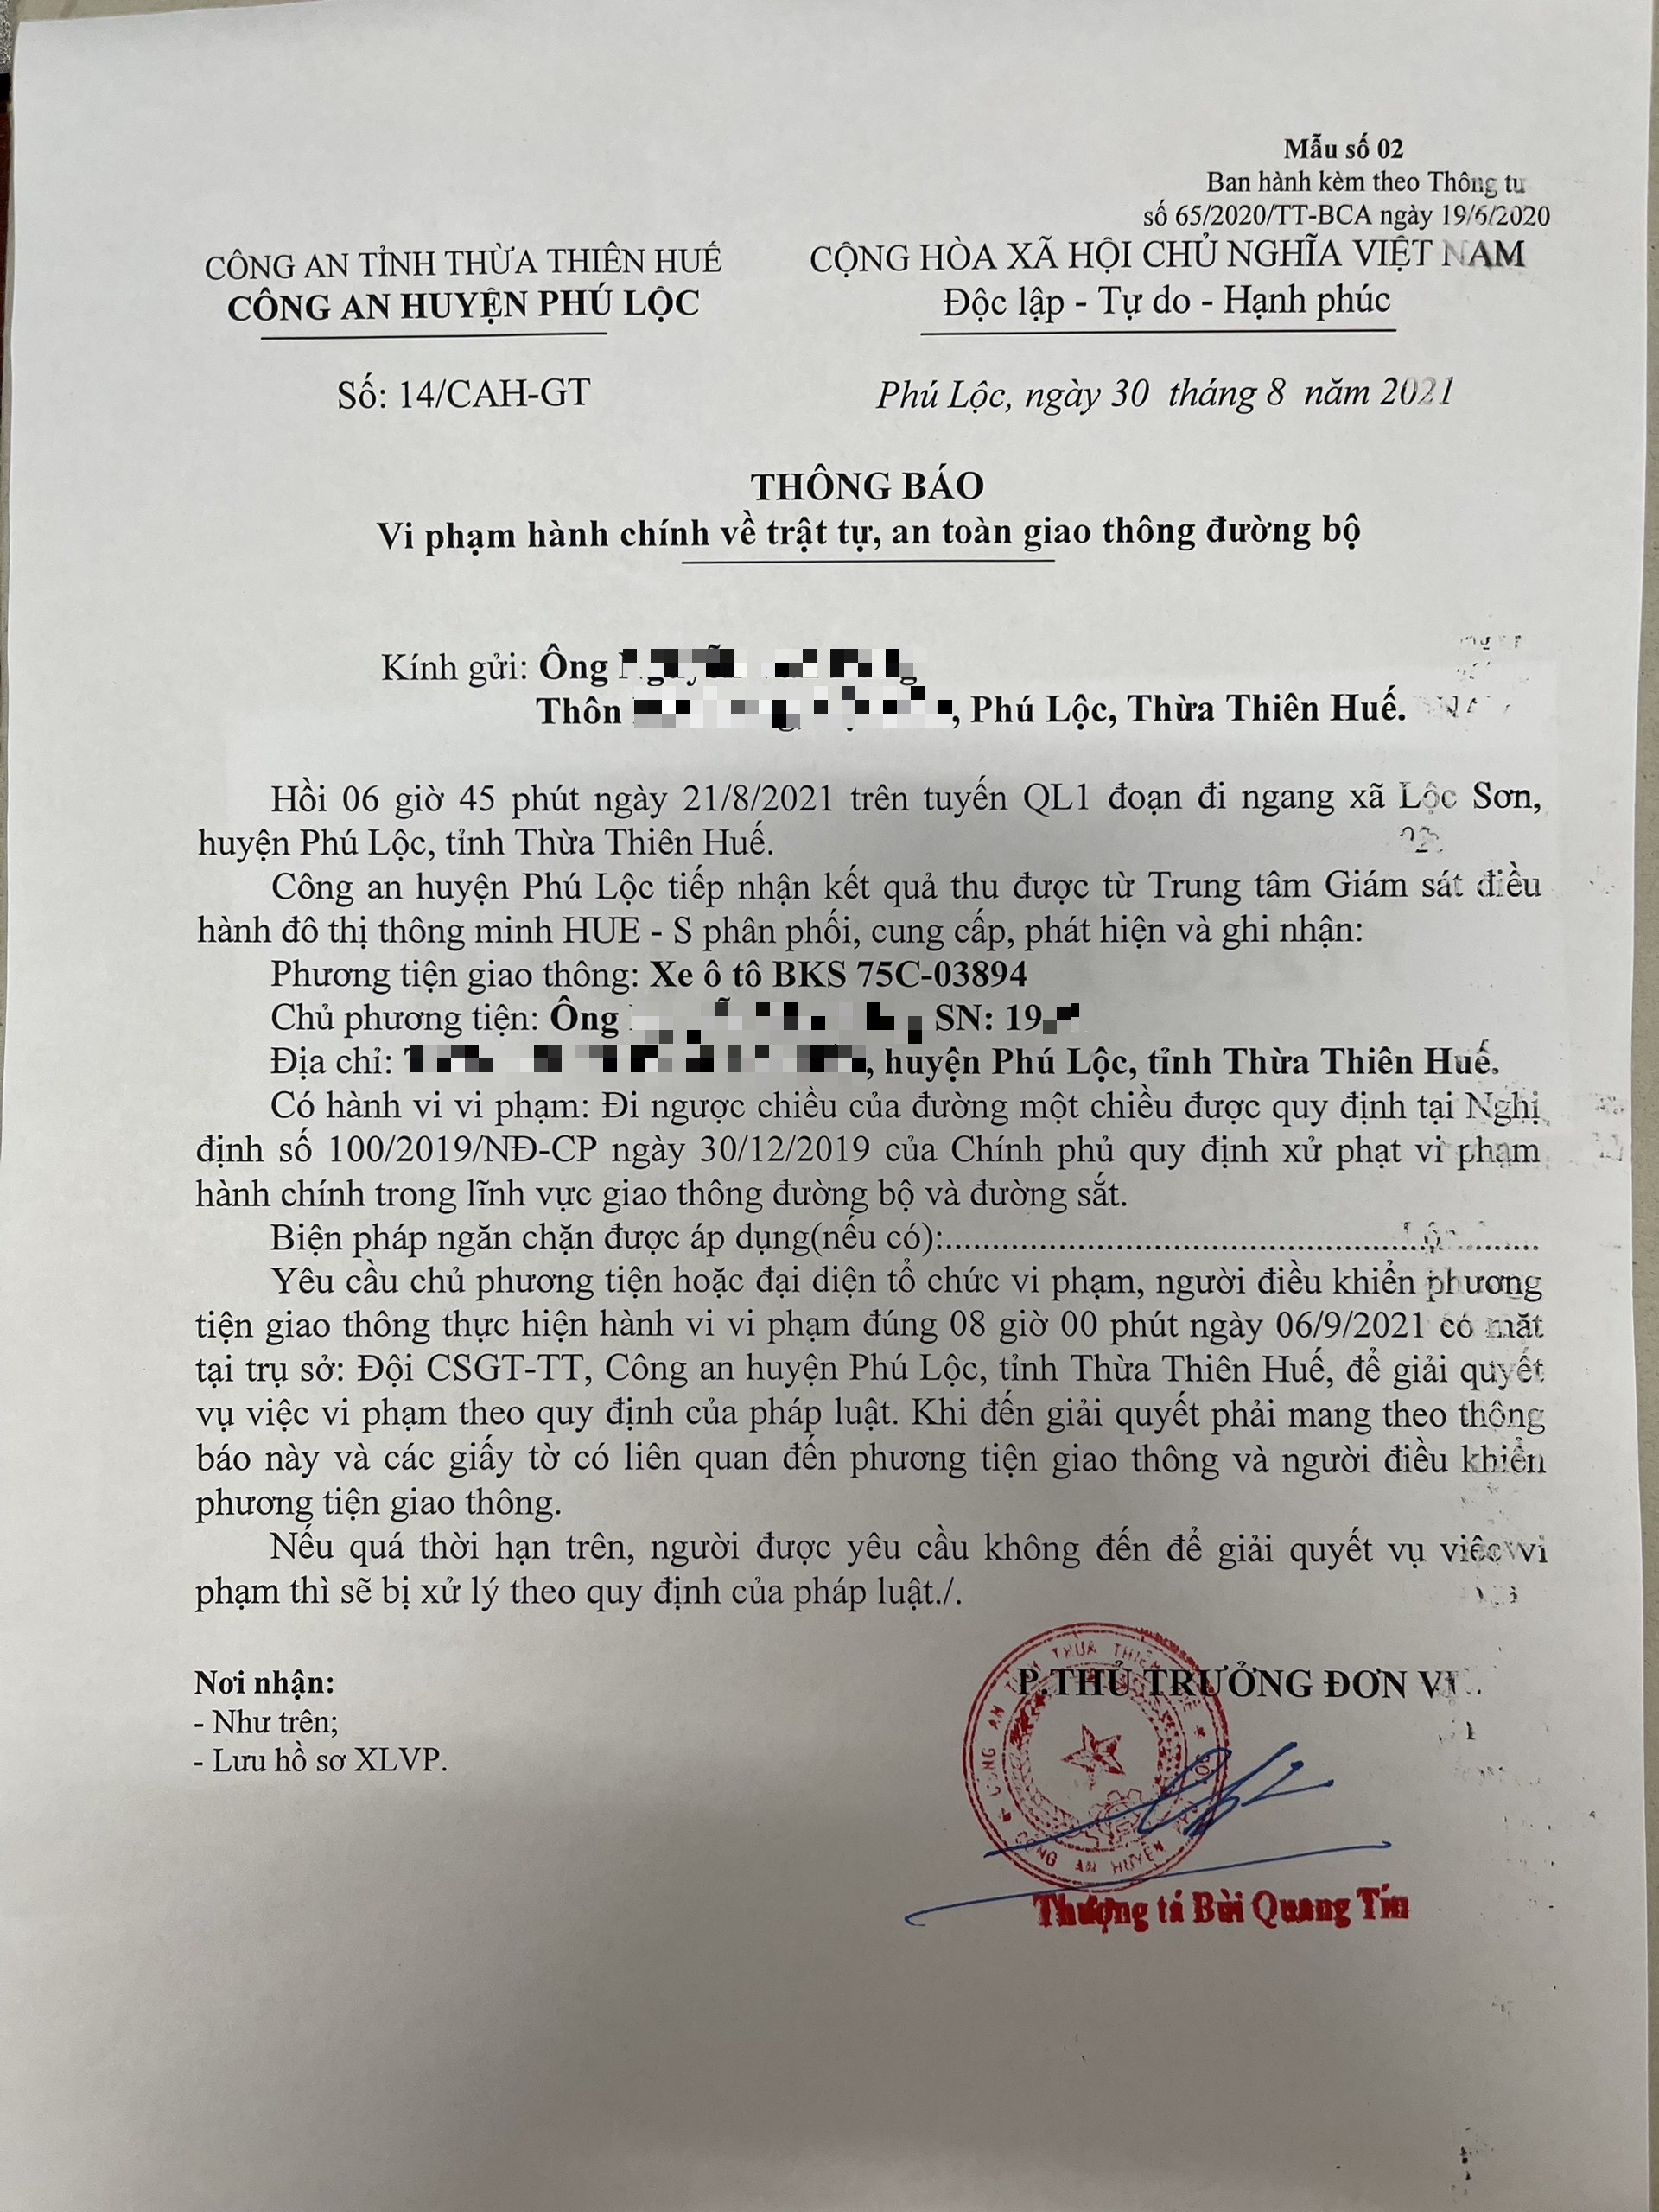 Mẫu số 02
Ban hành kèm theo Thông tư
số 65/2020/TT-BCA ngày 19/6/2020
CÔNG AN TỈNH THỪA THIÊN HUẾ
CÔNG AN HUYỆN PHÚ LỘC
CỘNG HÒA XÃ HỘI CHỦ NGHĨA VIỆT NAM
Độc lập - Tự do - Hạnh phúc
Số: 14/CAH-GT
Phú Lộc, ngày 30 tháng 8 năm 2021
THÔNG BÁO
Vi phạm hành chính về trật tự, an toàn giao thông đường bộ
Kính gửi: Ông
Thôn , Phú Lộc, Thừa Thiên Huế.
Hồi 06 giờ 45 phút ngày 21/8/2021 trên tuyến QL1 đoạn đi ngang xã Lộc Sơn,
huyện Phú Lộc, tỉnh Thừa Thiên Huế.
Công an huyện Phú Lộc tiếp nhận kết quả thu được từ Trung tâm Giám sát điều
hành đô thị thông minh HUE - S phân phối, cung cấp, phát hiện và ghi nhận:
Phương tiện giao thông: Xe ô tô BKS 75C-03894
Chủ phương tiện: Ông SN: 19
Địa chỉ: , huyện Phú Lộc, tỉnh Thừa Thiên Huế.
Có hành vi vi phạm: Đi ngược chiều của đường một chiều được quy định tại Nghị
định số 100/2019/NĐ-CP ngày 30/12/2019 của Chính phủ quy định xử phạt vi phạm
hành chính trong lĩnh vực giao thông đường bộ và đường sắt.
Biện pháp ngăn chặn được áp dụng(nếu có):..............................................................
Yêu cầu chủ phương tiện hoặc đại diện tổ chức vi phạm, người điều khiển phương
tiện giao thông thực hiện hành vi vi phạm đúng 08 giờ 00 phút ngày 06/9/2021 có mặt
tại trụ sở: Đội CSGT-TT, Công an huyện Phú Lộc, tỉnh Thừa Thiên Huế, để giải quyết
vụ việc vi phạm theo quy định của pháp luật. Khi đến giải quyết phải mang theo thông
báo này và các giấy tờ có liên quan đến phương tiện giao thông và người điều khiển
phương tiện giao thông.
Nếu quá thời hạn trên, người được yêu cầu không đến để giải quyết vụ việc vi
phạm thì sẽ bị xử lý theo quy định của pháp luật./.
Nơi nhận:
- Như trên;
- Lưu hồ sơ XLVP.
P.THỦ TRƯỞNG ĐƠN VỊ
CÔNG AN TỈNH THỪA THIÊN HUẾ
CÔNG AN HUYỆN LỘC
Thượng tá Bùi Quang Tín